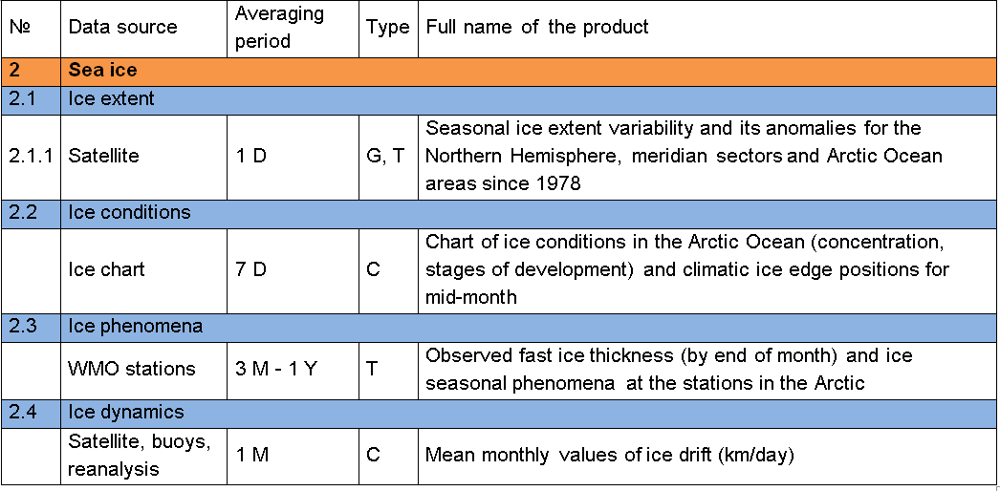 № Data source Averaging period Type Full name of the product
2 Sea ice
2.1 Ice extent
2.1.1 Satellite 1 D G, T Seasonal ice extent variability and its anomalies for the
Northern Hemisphere, meridian sectors and Arctic Ocean
areas since 1978
2.2 Ice conditions
Ice chart 7 D C Chart of ice conditions in the Arctic Ocean (concentration,
stages of development) and climatic ice edge positions for
mid-month
2.3 Ice phenomena
WMO stations 3 M - 1 Y T Observed fast ice thickness (by end of month) and ice
seasonal phenomena at the stations in the Arctic
2.4 Ice dynamics
Satellite, buoys,
reanalysis 1 M C Mean monthly values of ice drift (km/day)